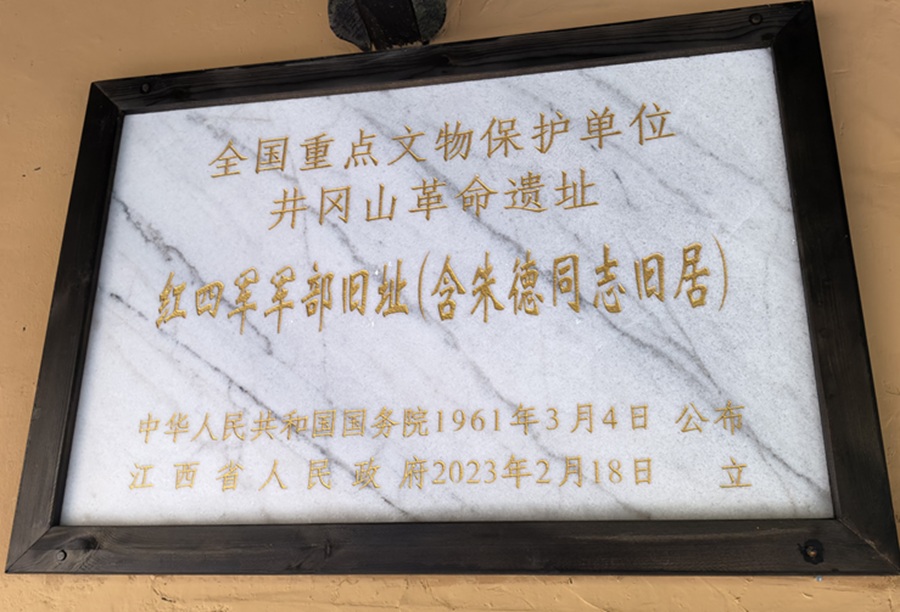 全国重点文物保护单位
井冈山革命遗址
红四军军部旧址(含朱德同志旧居)
中华人民共和国国务院1961年3月4日 公布
江西省人民政府2023年2月18日 立